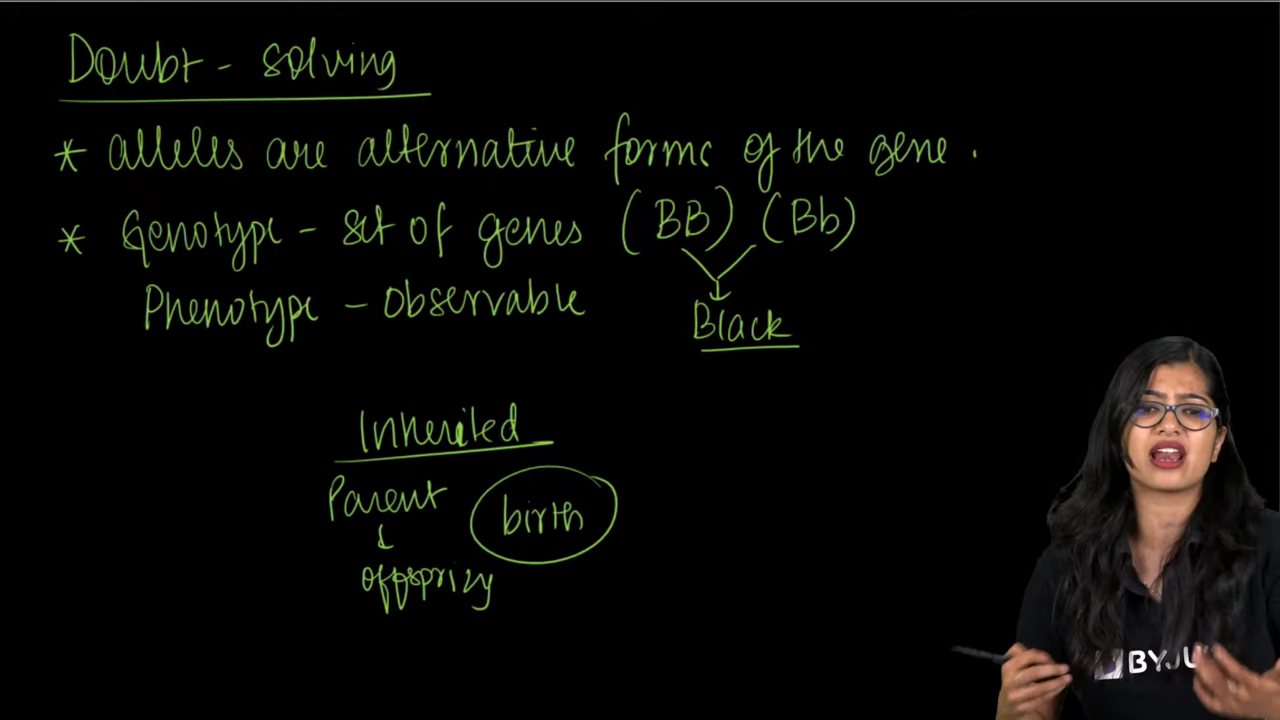 Doubt - solving
* alleles are alternative forms of the gene.
* Genotype - set of genes (BB) (Bb)
Phenotype - Observable
Black
Inherited
Parent
birth
offspring
BYJU